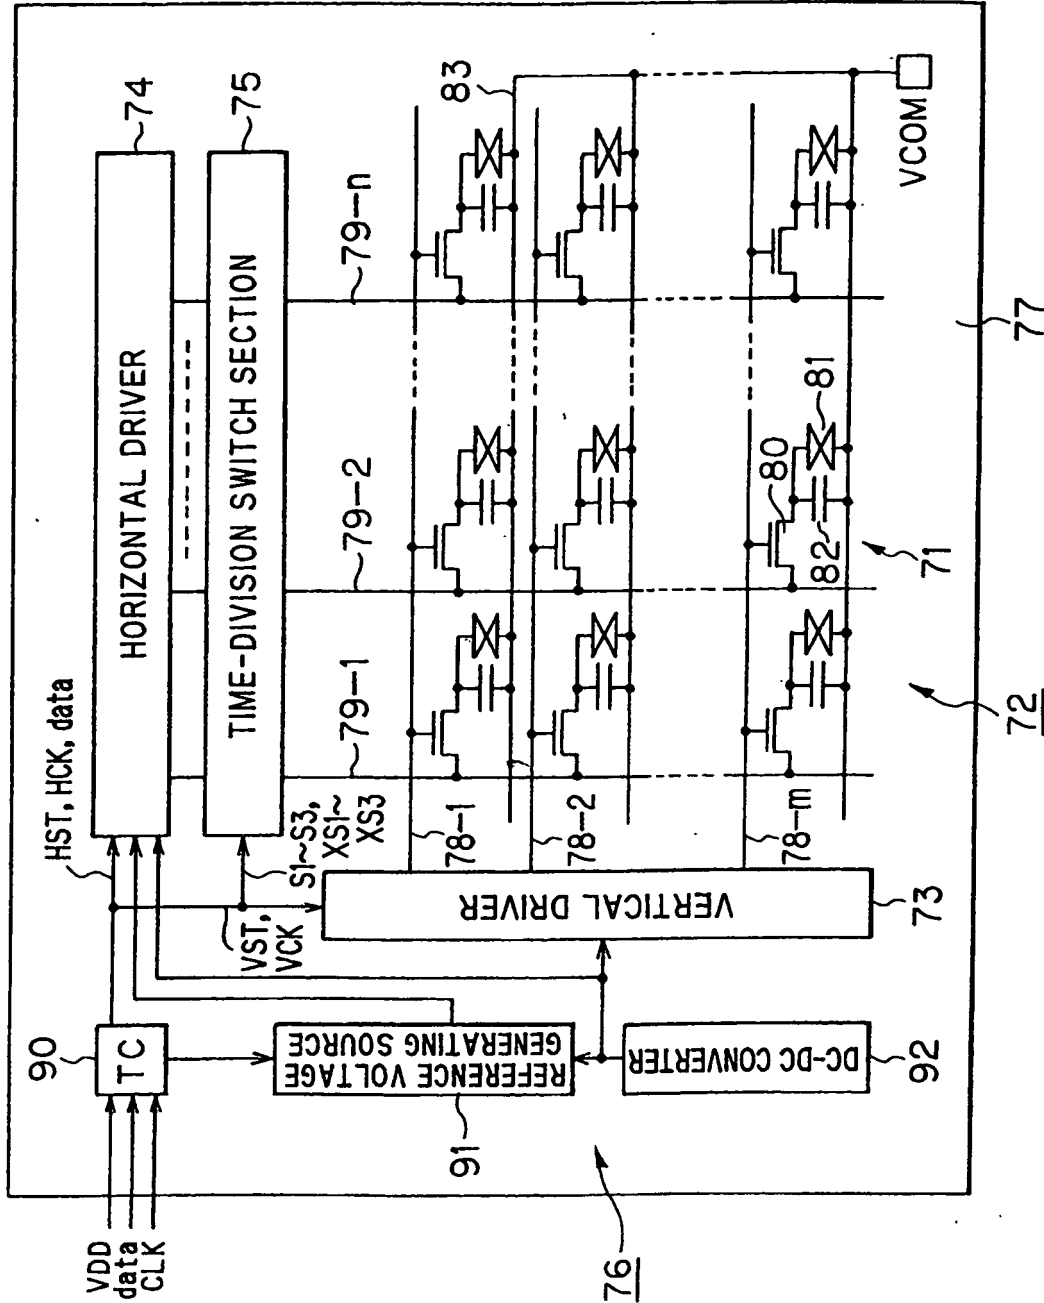 VDD
data
CLK
90
TC
HST, HCK, data
HORIZONTAL DRIVER
74
TIME-DIVISION SWITCH SECTION
75
S1~S3,
XS1~
XS3
VST,
VCK
79-1
79-2
79-n
83
REFERENCE VOLTAGE
GENERATING SOURCE
91
DC-DC CONVERTER
92
VERTICAL DRIVER
73
78-1
78-2
78-m
80
81
82
71
72
VCOM
76
77